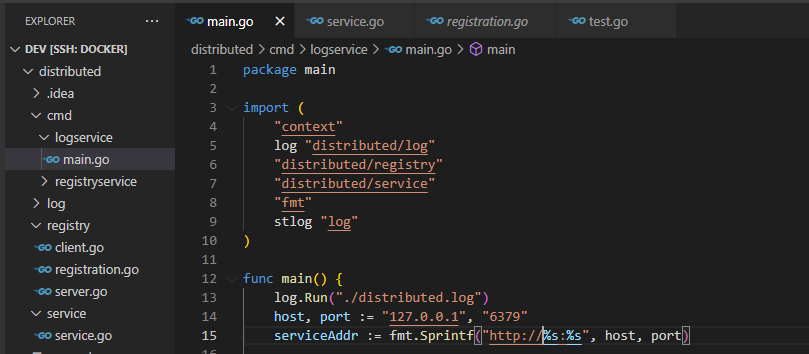 EXPLORER
...
main.go
service.go
registration.go
test.go
DEV [SSH: DOCKER]
distributed
.idea
cmd
logservice
main.go
registryservice
log
registry
client.go
registration.go
server.go
service
service.go
distributed > cmd > logservice > main.go > main
1 package main
2
3 import (
4 "context"
5 log "distributed/log"
6 "distributed/registry"
7 "distributed/service"
8 "fmt"
9 stlog "log"
10 )
11
12 func main() {
13 log.Run("./distributed.log")
14 host, port := "127.0.0.1", "6379"
15 serviceAddr := fmt.Sprintf("http://%s:%s", host, port)